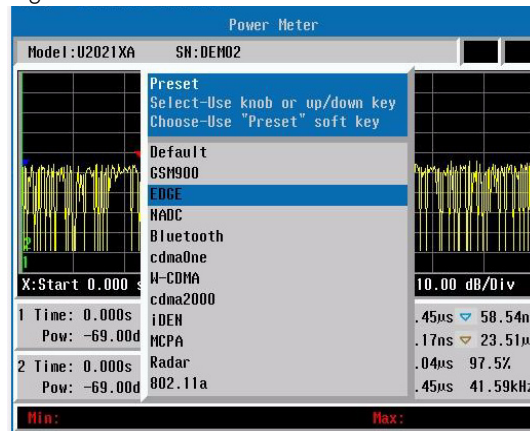 Power Meter
Model:U2021XA SN:DEMO2
Preset
Select-Use knob or up/down key
Choose-Use "Preset" soft key
Default
GSM900
EDGE
NADC
Bluetooth
cdmaOne
W-CDMA
cdma2000
iDEN
MCPA
Radar
802.11a
2
1
X:Start 0.000 s
10.00 dB/Div
1 Time: 0.000s
Pow: -69.00d
.45µs 58.54n
.17ns 23.51µ
2 Time: 0.000s
Pow: -69.00d
.04µs 97.5%
.45µs 41.59kHz
Min: Max: